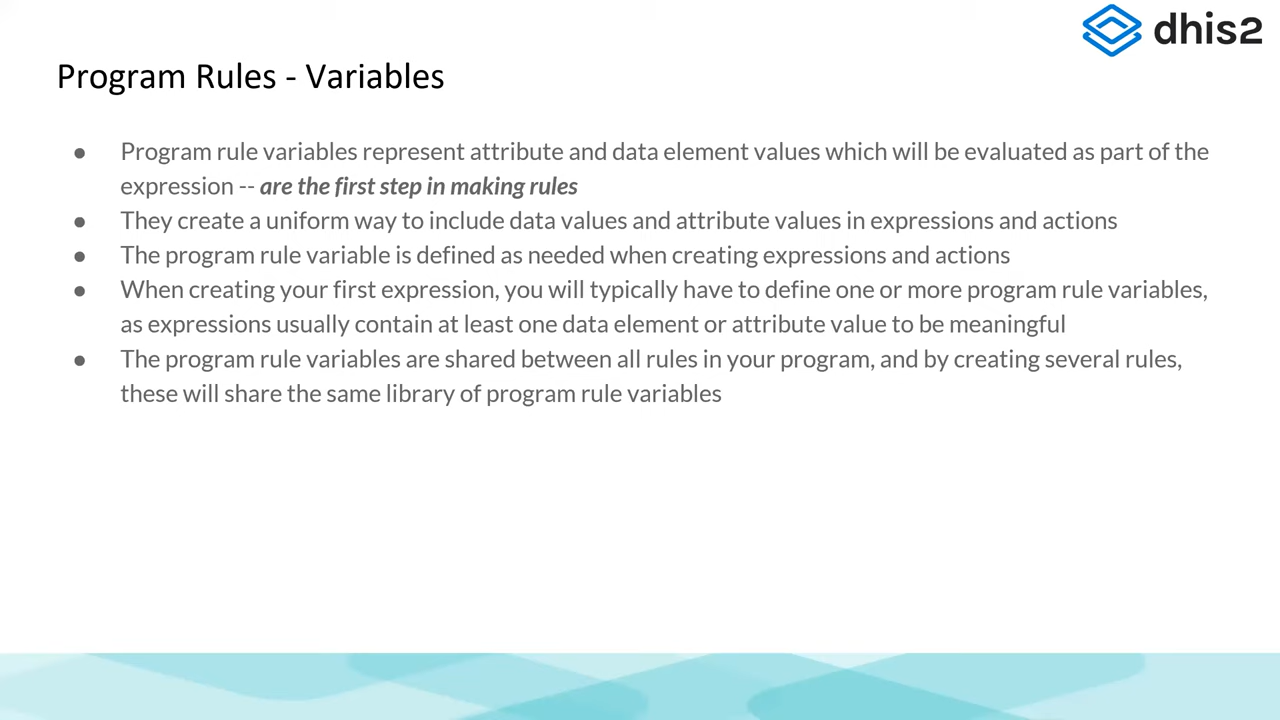 dhis2
Program Rules - Variables
● Program rule variables represent attribute and data element values which will be evaluated as part of the
expression -- are the first step in making rules
● They create a uniform way to include data values and attribute values in expressions and actions
● The program rule variable is defined as needed when creating expressions and actions
● When creating your first expression, you will typically have to define one or more program rule variables,
as expressions usually contain at least one data element or attribute value to be meaningful
● The program rule variables are shared between all rules in your program, and by creating several rules,
these will share the same library of program rule variables